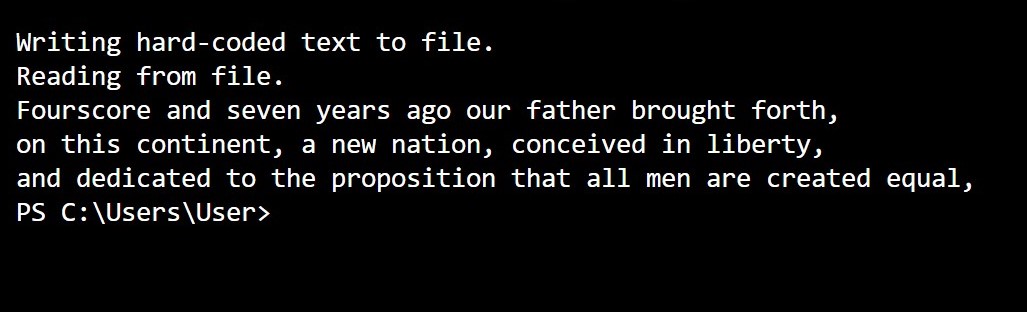 Writing hard-coded text to file.
Reading from file.
Fourscore and seven years ago our father brought forth,
on this continent, a new nation, conceived in liberty,
and dedicated to the proposition that all men are created equal,
PS C:\Users\User>